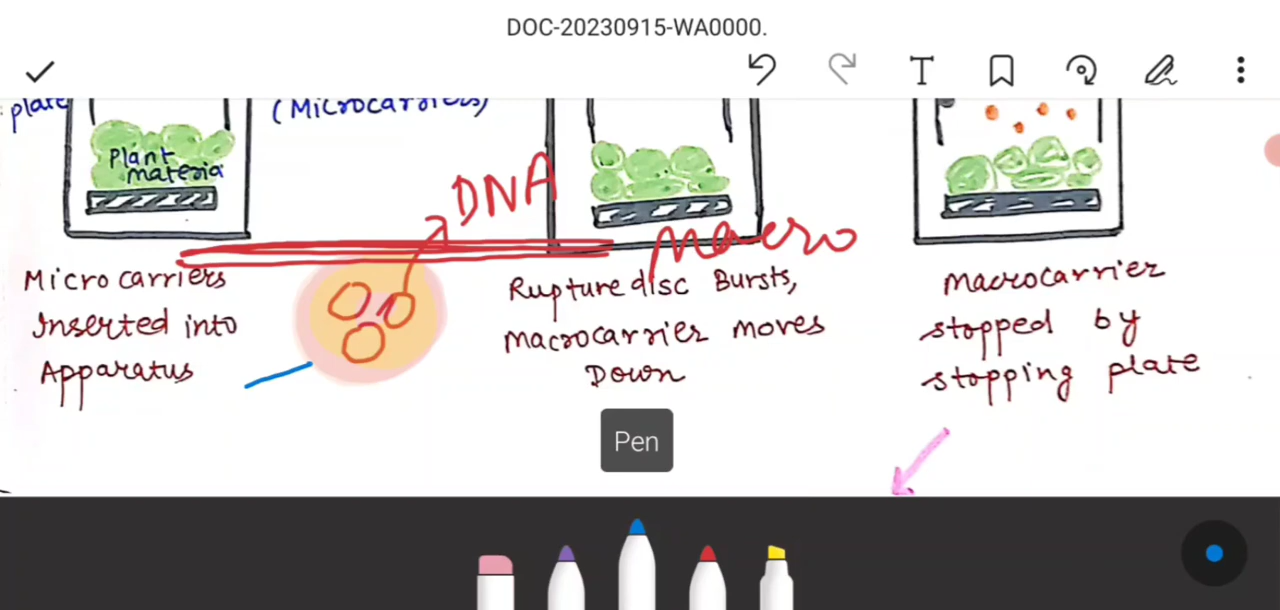 DOC-20230915-WA0000.
T
plate
(Microcarriers)
Plant
materia
DNA
Macro
Micro carriers
Inserted into
Apparatus
Rupture disc Bursts,
macrocarrier moves
Down
Macrocarrier
stopped by
stopping plate
Pen